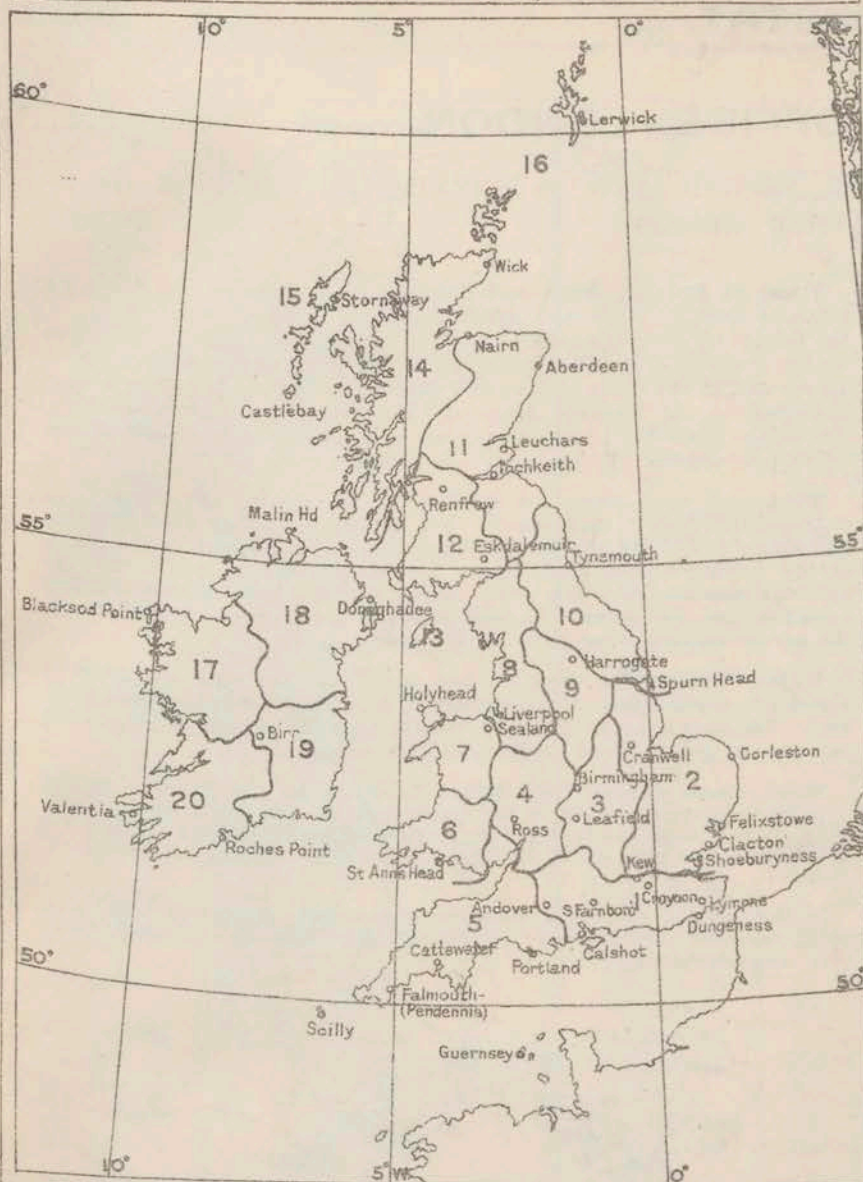 10° 5° 0° 5
60°
Lerwick
16
Wick
15
Stornaway
Nairn
14
Aberdeen
Castlebay
Leuchars
11
Inchkeith
Renfrew
Malin Hd
55° 55°
12
Eskdalemuir
Tynemouth
Blacksod Point
18
Donaghadee
10
13
17
8
9
Harrogate
Spurn Head
Holyhead
Liverpool
Sealand
Birr
19
Cranwell
Gorleston
7
Birmingham
2
20
4
3
Valentia
Ross
Leafield
Felixstowe
6
Clacton
Roches Point
Shoeburyness
St Ann's Head
Kew
Croydon
Andover
S Farnboro'
Lympne
5
Dungeness
Cattewater
Calshot
Portland
50° 50°
Falmouth-
(Pendennis)
Scilly
Guernsey
10° 5°W 0°